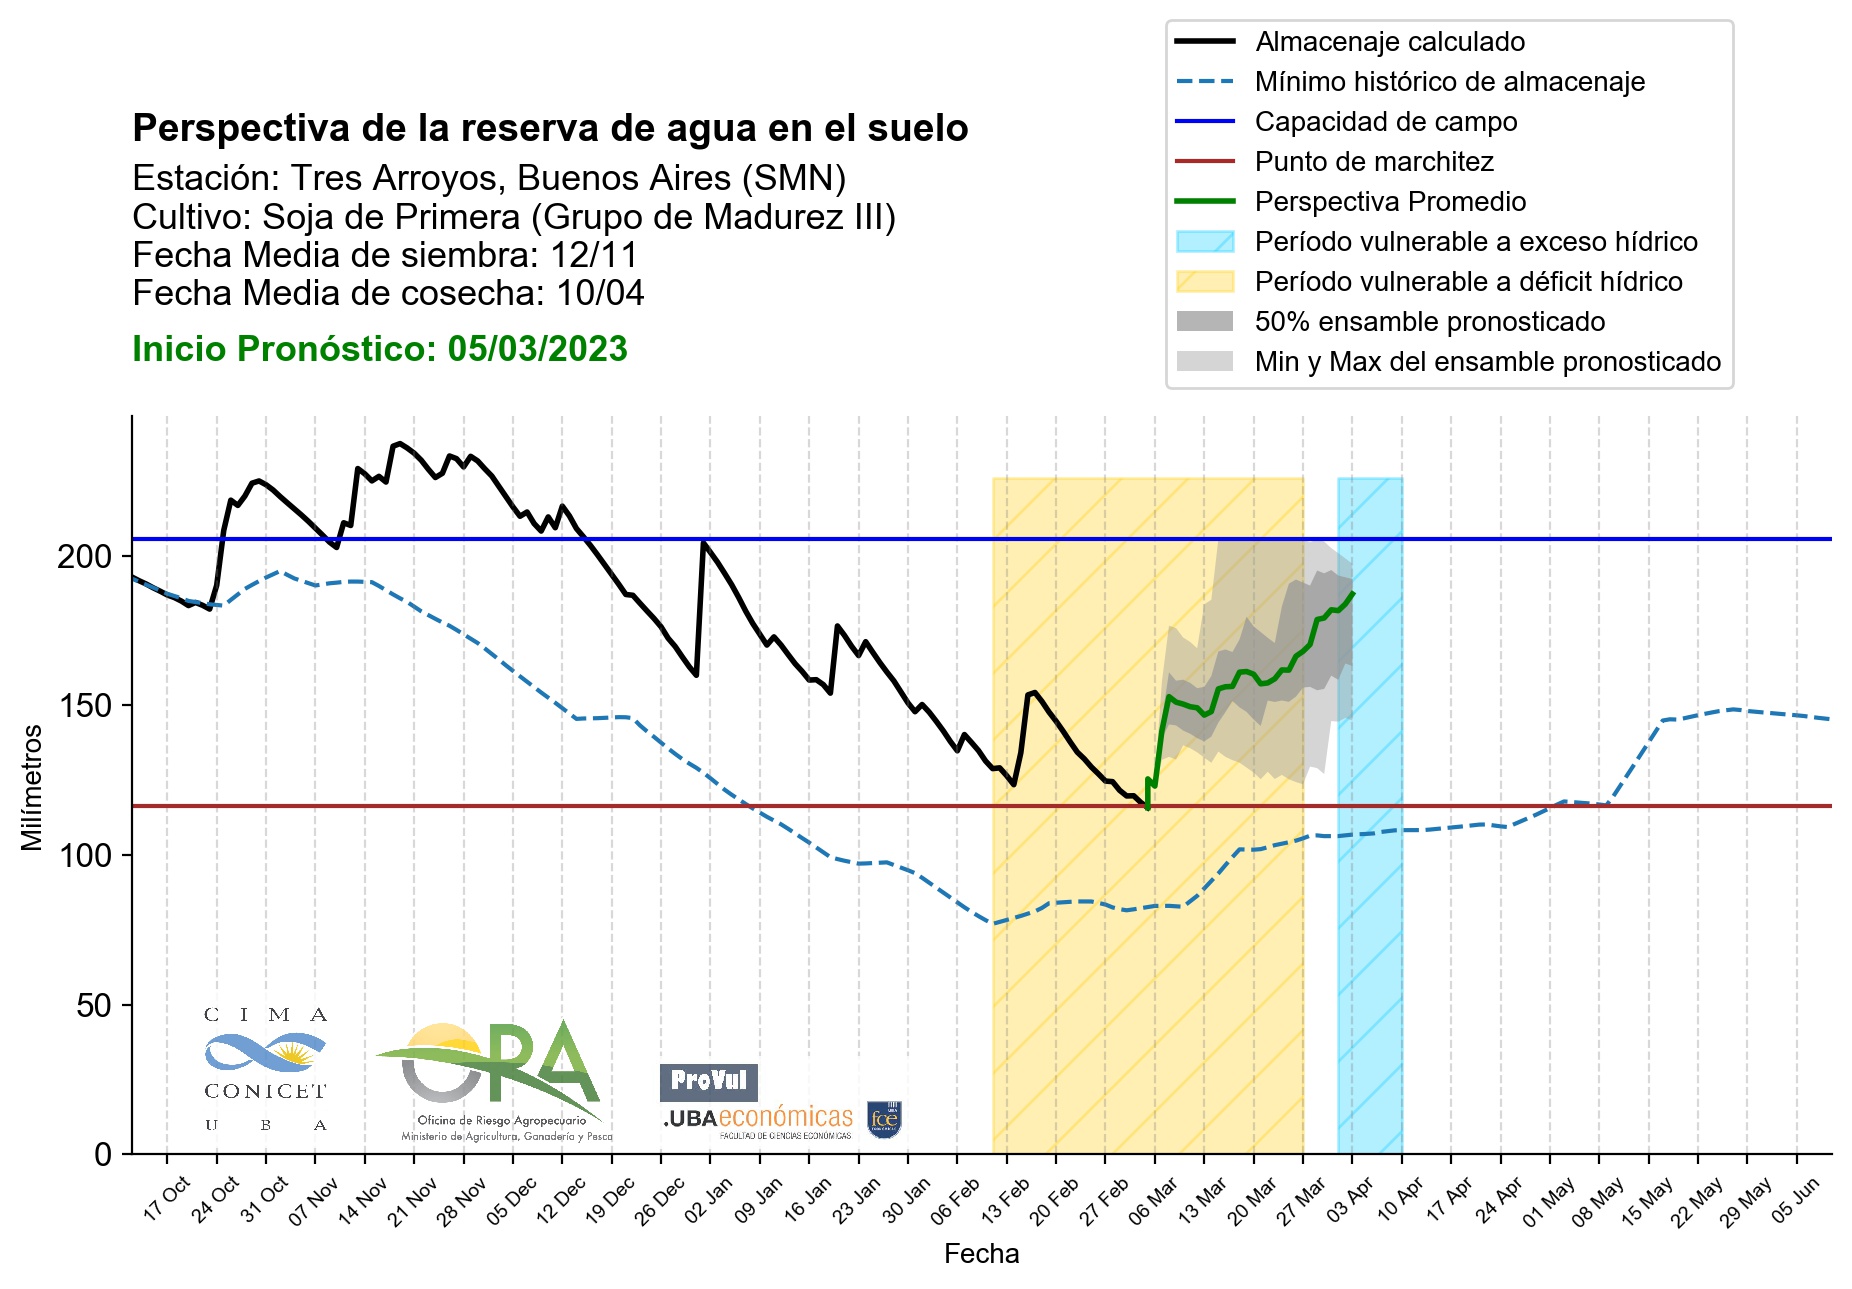 Almacenaje calculado
Mínimo histórico de almacenaje
Capacidad de campo
Punto de marchitez
Perspectiva Promedio
Período vulnerable a exceso hídrico
Período vulnerable a déficit hídrico
50% ensamble pronosticado
Min y Max del ensamble pronosticado
Perspectiva de la reserva de agua en el suelo
Estación: Tres Arroyos, Buenos Aires (SMN)
Cultivo: Soja de Primera (Grupo de Madurez III)
Fecha Media de siembra: 12/11
Fecha Media de cosecha: 10/04
Inicio Pronóstico: 05/03/2023
Milímetros
200
150
100
50
0
C I M A
CONICET
U B A
ORA
Oficina de Riesgo Agropecuario
Ministerio de Agricultura, Ganadería y Pesca
ProVul
.UBAeconómicas
FACULTAD DE CIENCIAS ECONÓMICAS
fce
17 Oct
24 Oct
31 Oct
07 Nov
14 Nov
21 Nov
28 Nov
05 Dec
12 Dec
19 Dec
26 Dec
02 Jan
09 Jan
16 Jan
23 Jan
30 Jan
06 Feb
13 Feb
20 Feb
27 Feb
06 Mar
13 Mar
20 Mar
27 Mar
03 Apr
10 Apr
17 Apr
24 Apr
01 May
08 May
15 May
22 May
29 May
05 Jun
Fecha